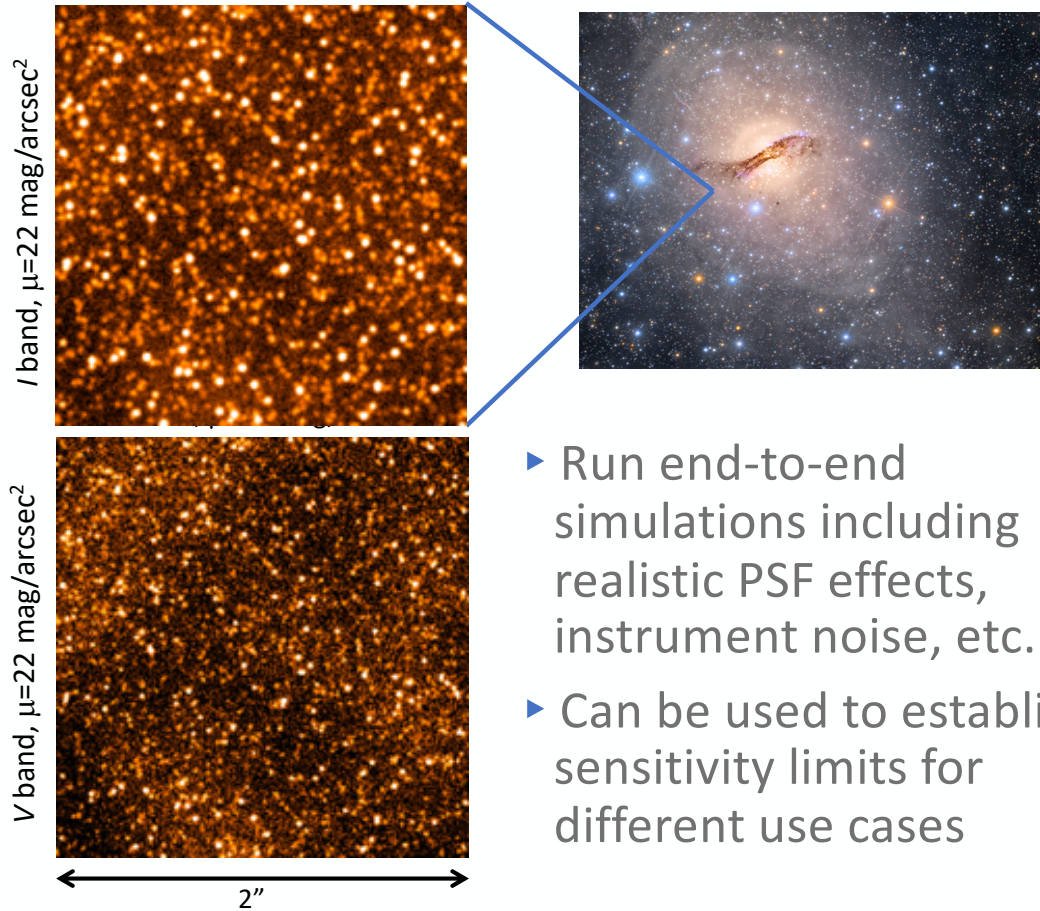 I band, μ=22 mag/arcsec²
V band, μ=22 mag/arcsec²
2”
Run end-to-end
simulations including
realistic PSF effects,
instrument noise, etc.
Can be used to establi
sensitivity limits for
different use cases